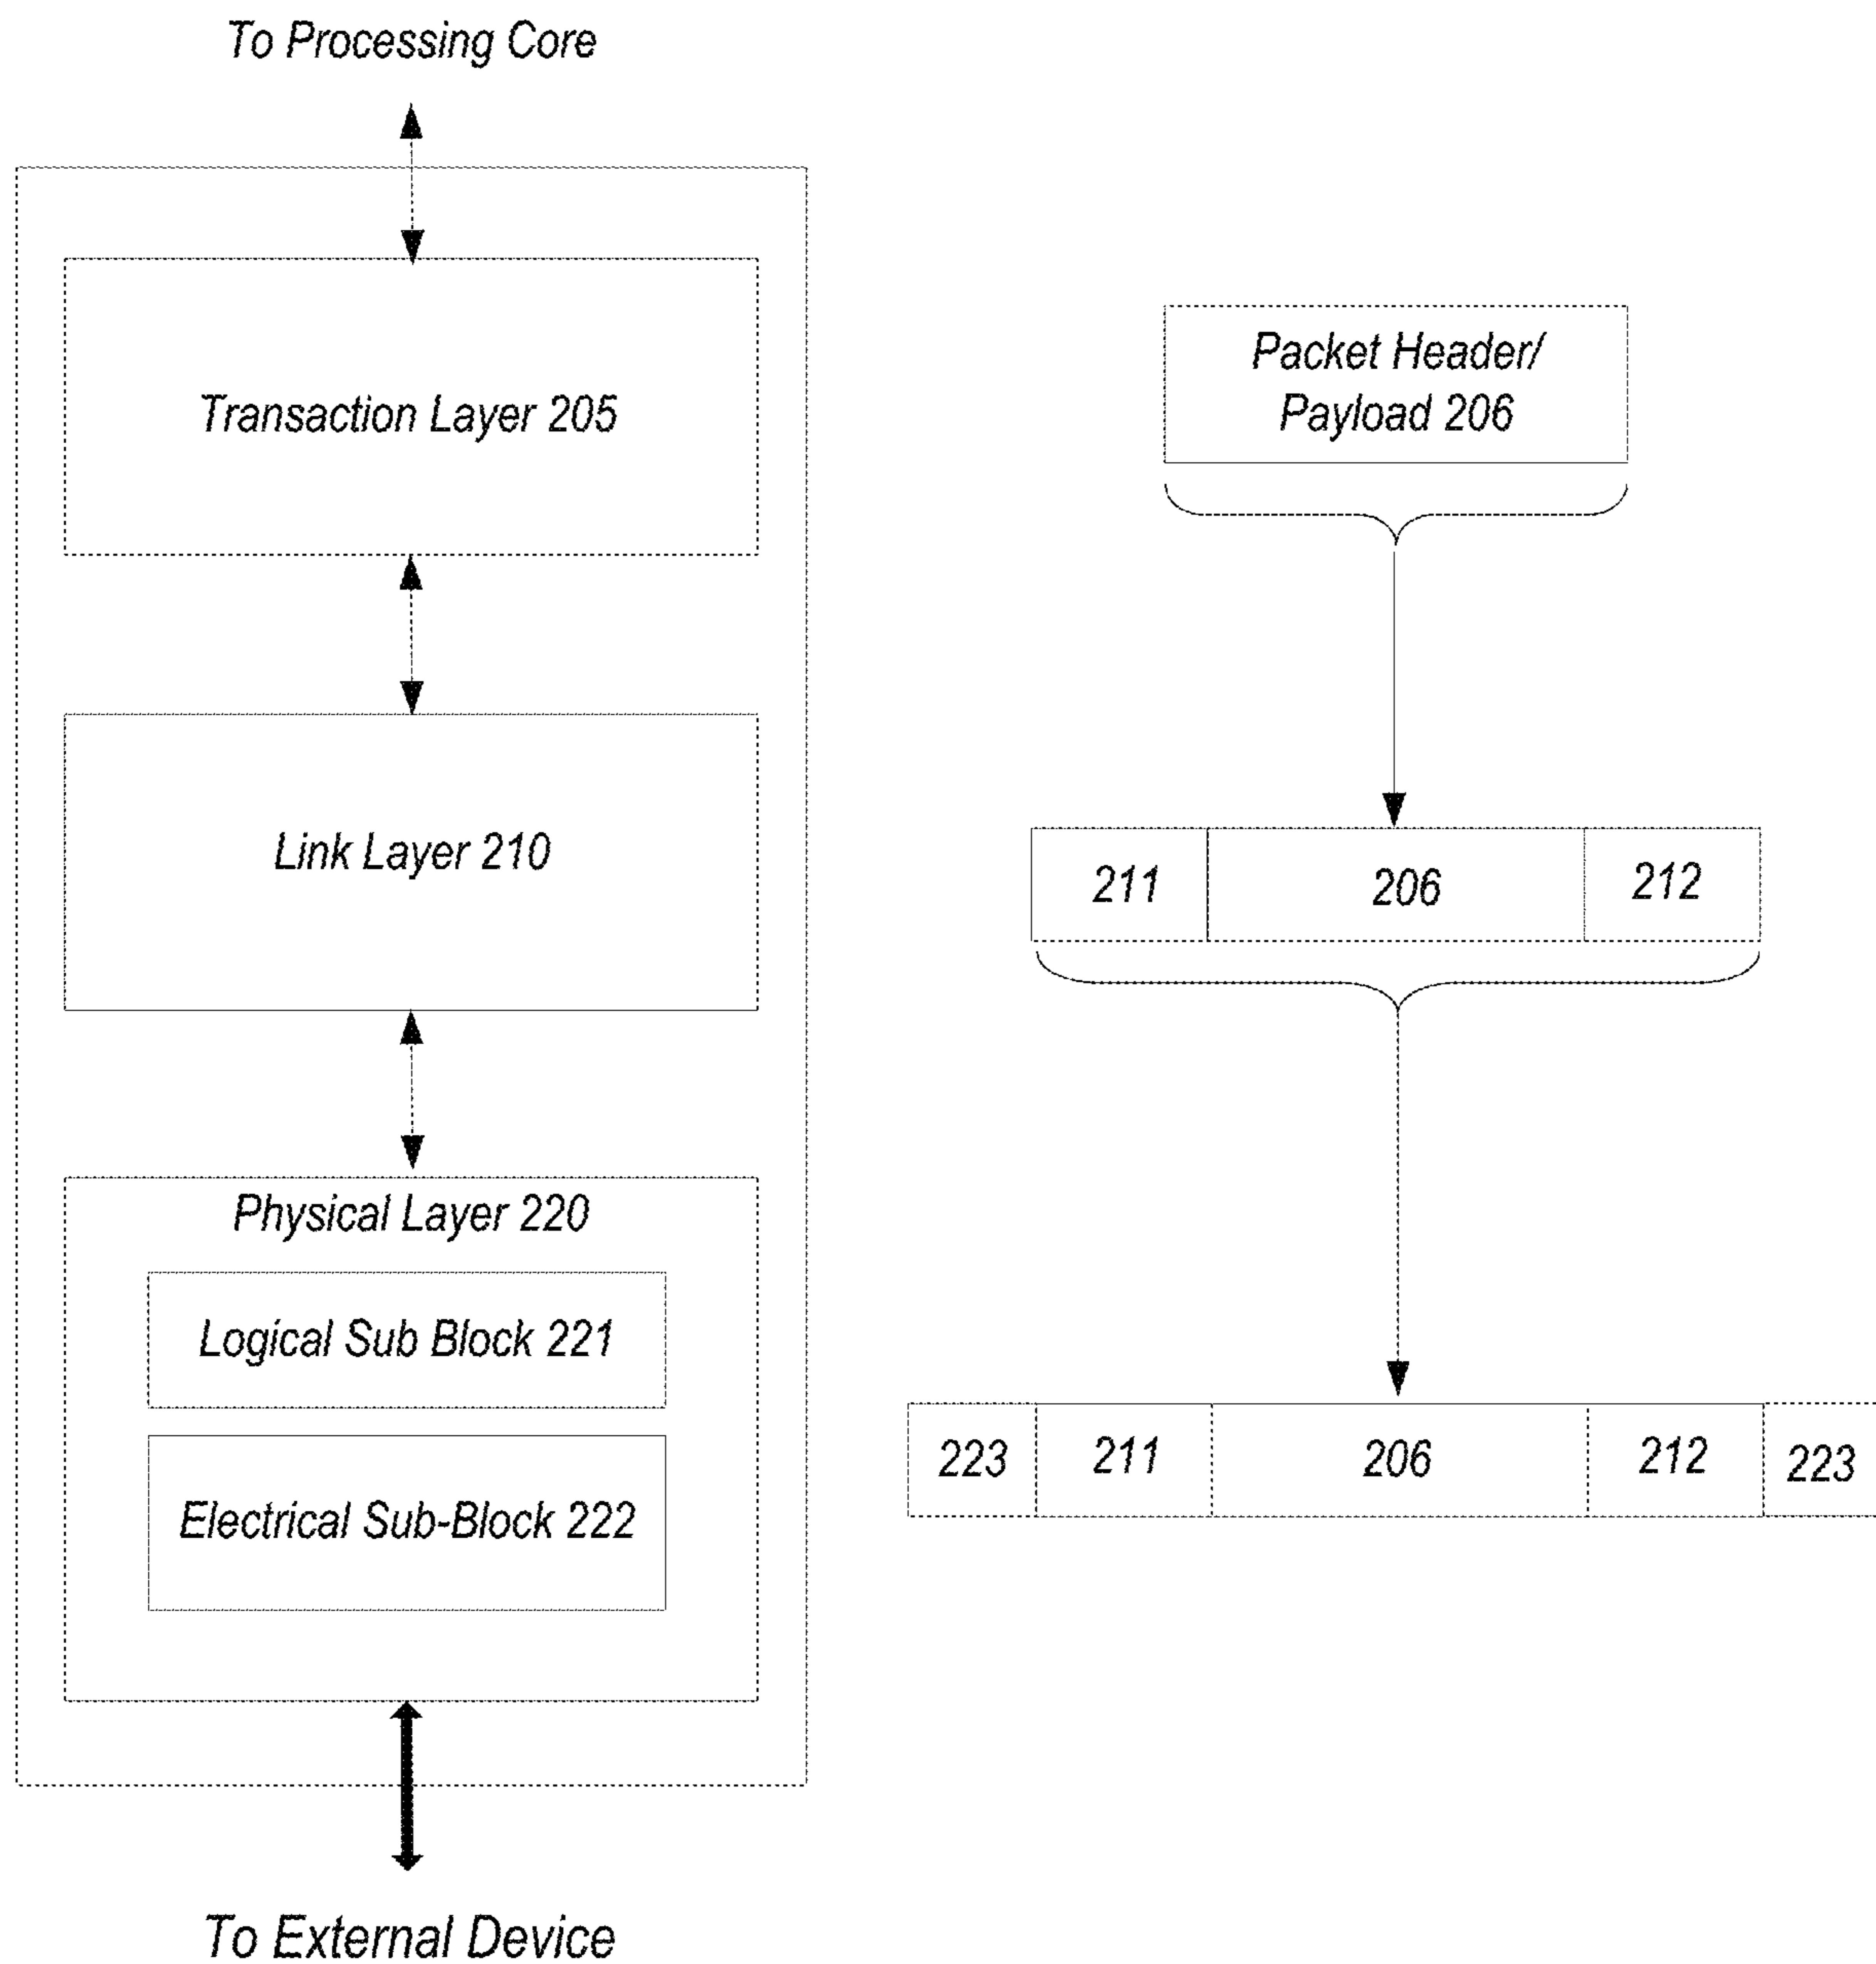 To Processing Core
Transaction Layer 205
Packet Header/
Payload 206
Link Layer 210
211 206 212
Physical Layer 220
Logical Sub Block 221
Electrical Sub-Block 222
223 211 206 212 223
To External Device